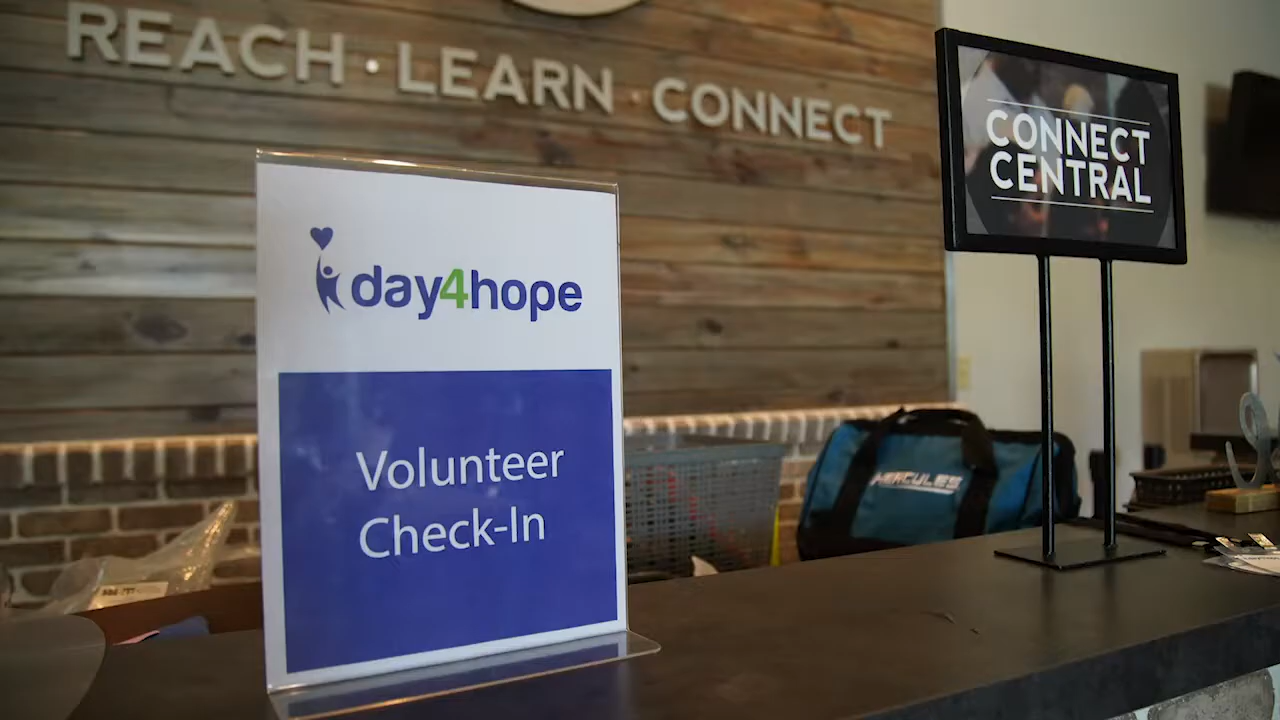 REACH · LEARN · CONNECT
CONNECT
CENTRAL
day4hope
Volunteer
Check-In
HERCULES